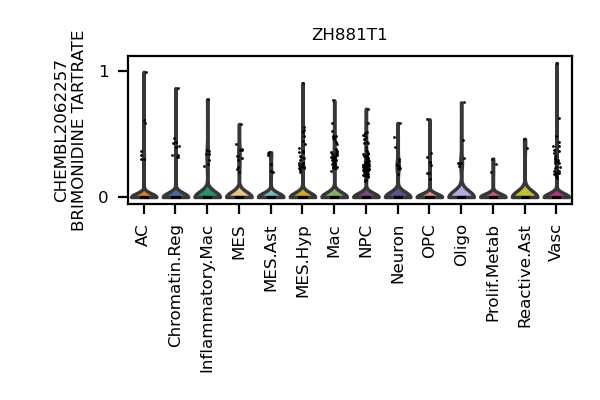 ZH881T1
CHEMBL2062257
BRIMONIDINE TARTRATE
1
0
AC
Chromatin.Reg
Inflammatory.Mac
MES
MES.Ast
MES.Hyp
Mac
NPC
Neuron
OPC
Oligo
Prolif.Metab
Reactive.Ast
Vasc